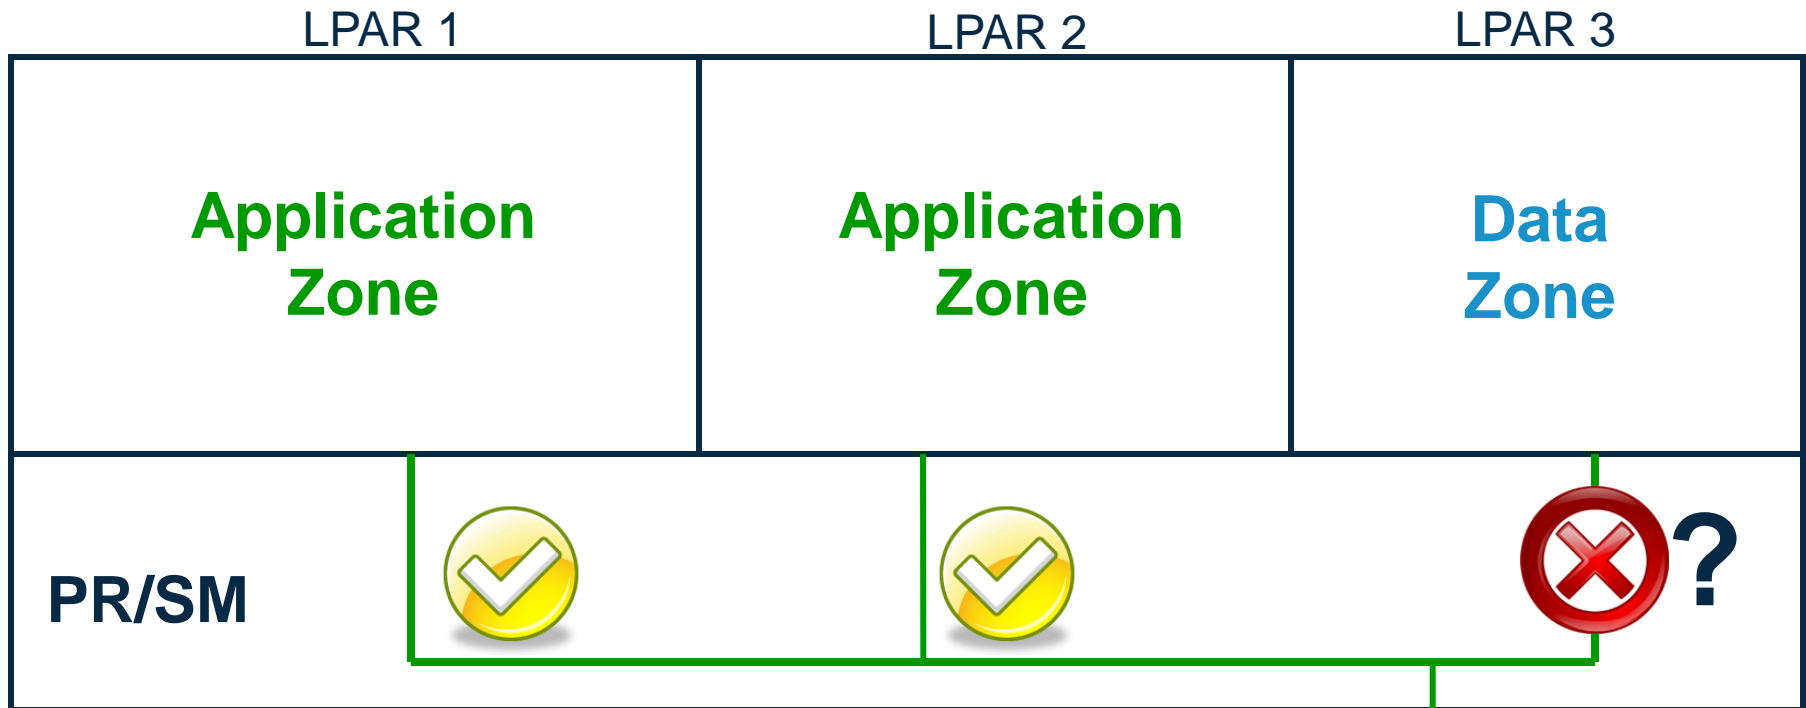 LPAR 1
LPAR 2
LPAR 3
Application
Zone
Application
Zone
Data
Zone
PR/SM
?